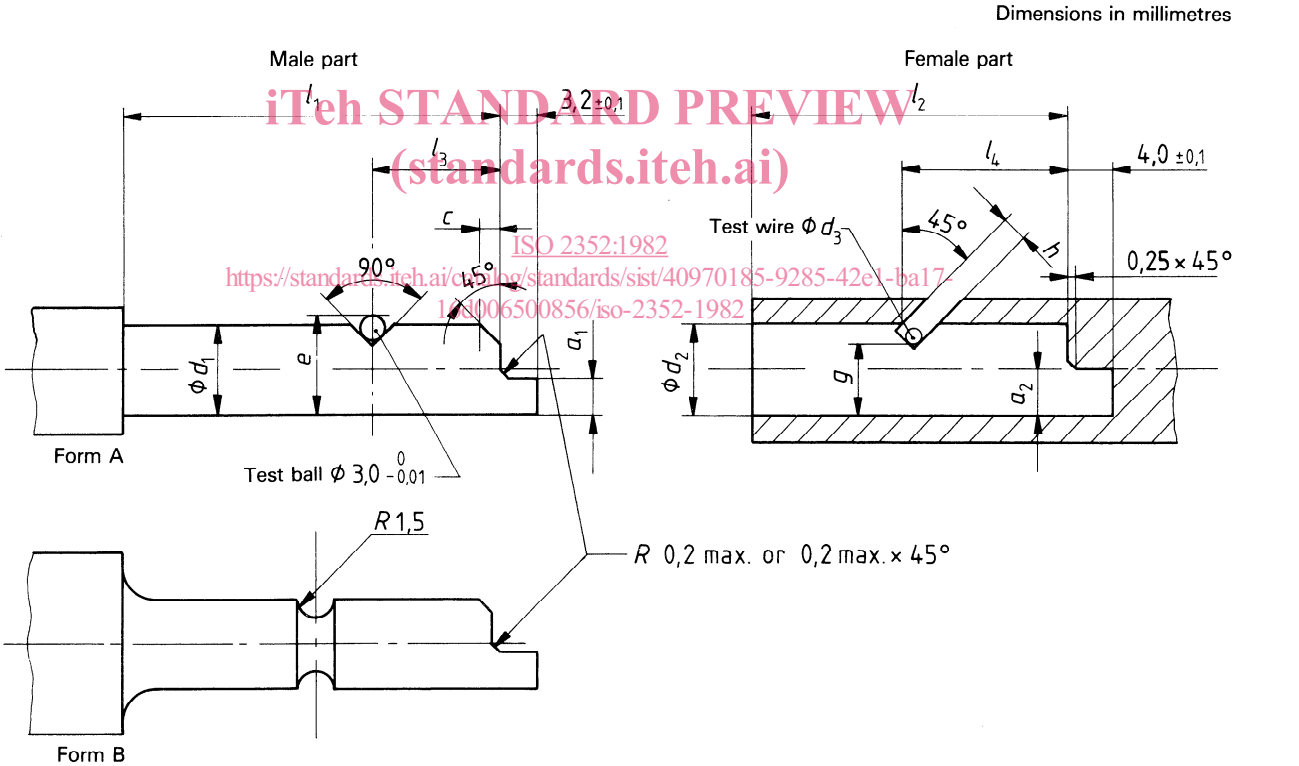 Dimensions in millimetres
Male part
Female part
iTeh STANDARD PREVIEW
(standards.iteh.ai)
ISO 2352:1982
https://standards.iteh.ai/catalog/standards/sist/40970185-9285-42e1-ba17-
16d006500856/iso-2352-1982
l₁
3,2 ±0,1
l₂
l₃
l₄
4,0 ±0,1
c
Test wire Φ d₃
45°
h
90°
45°
0,25 × 45°
a₁
Φ d₁
e
Φ d₂
g
a₂
Form A
Test ball Φ 3,0 0 −0,01
R 1,5
R 0,2 max. or 0,2 max. × 45°
Form B